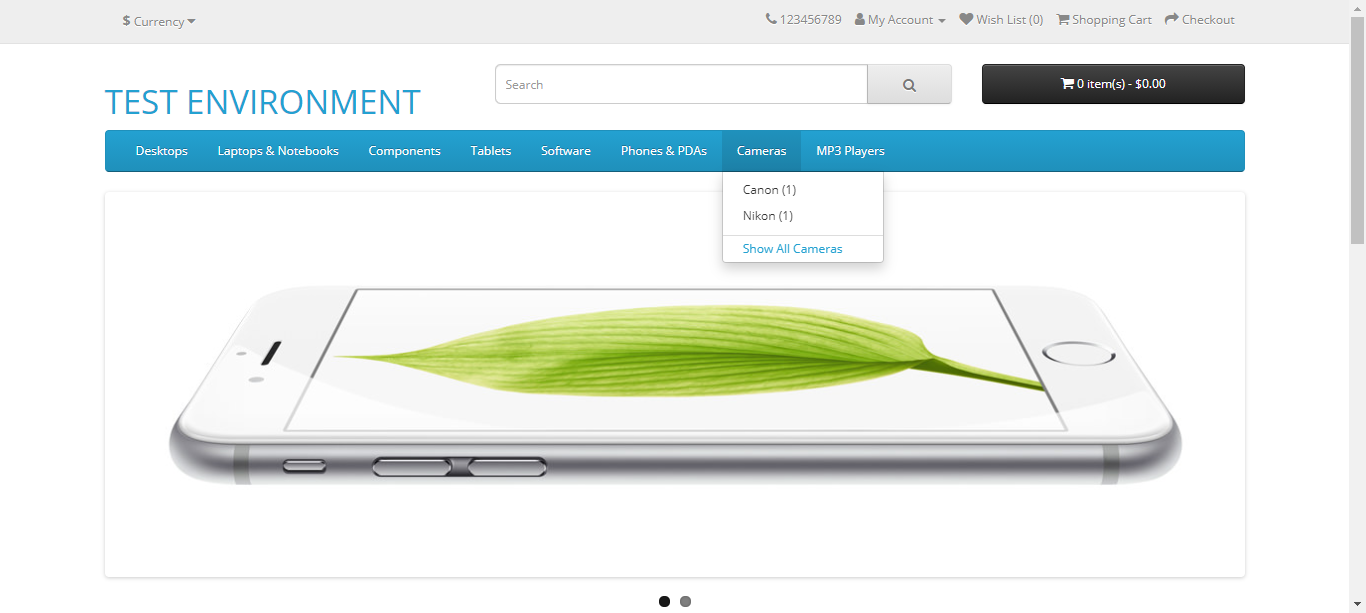 $ Currency
123456789 My Account Wish List (0) Shopping Cart Checkout
TEST ENVIRONMENT
Search
0 item(s) - $0.00
Desktops Laptops & Notebooks Components Tablets Software Phones & PDAs Cameras MP3 Players
Canon (1)
Nikon (1)
Show All Cameras